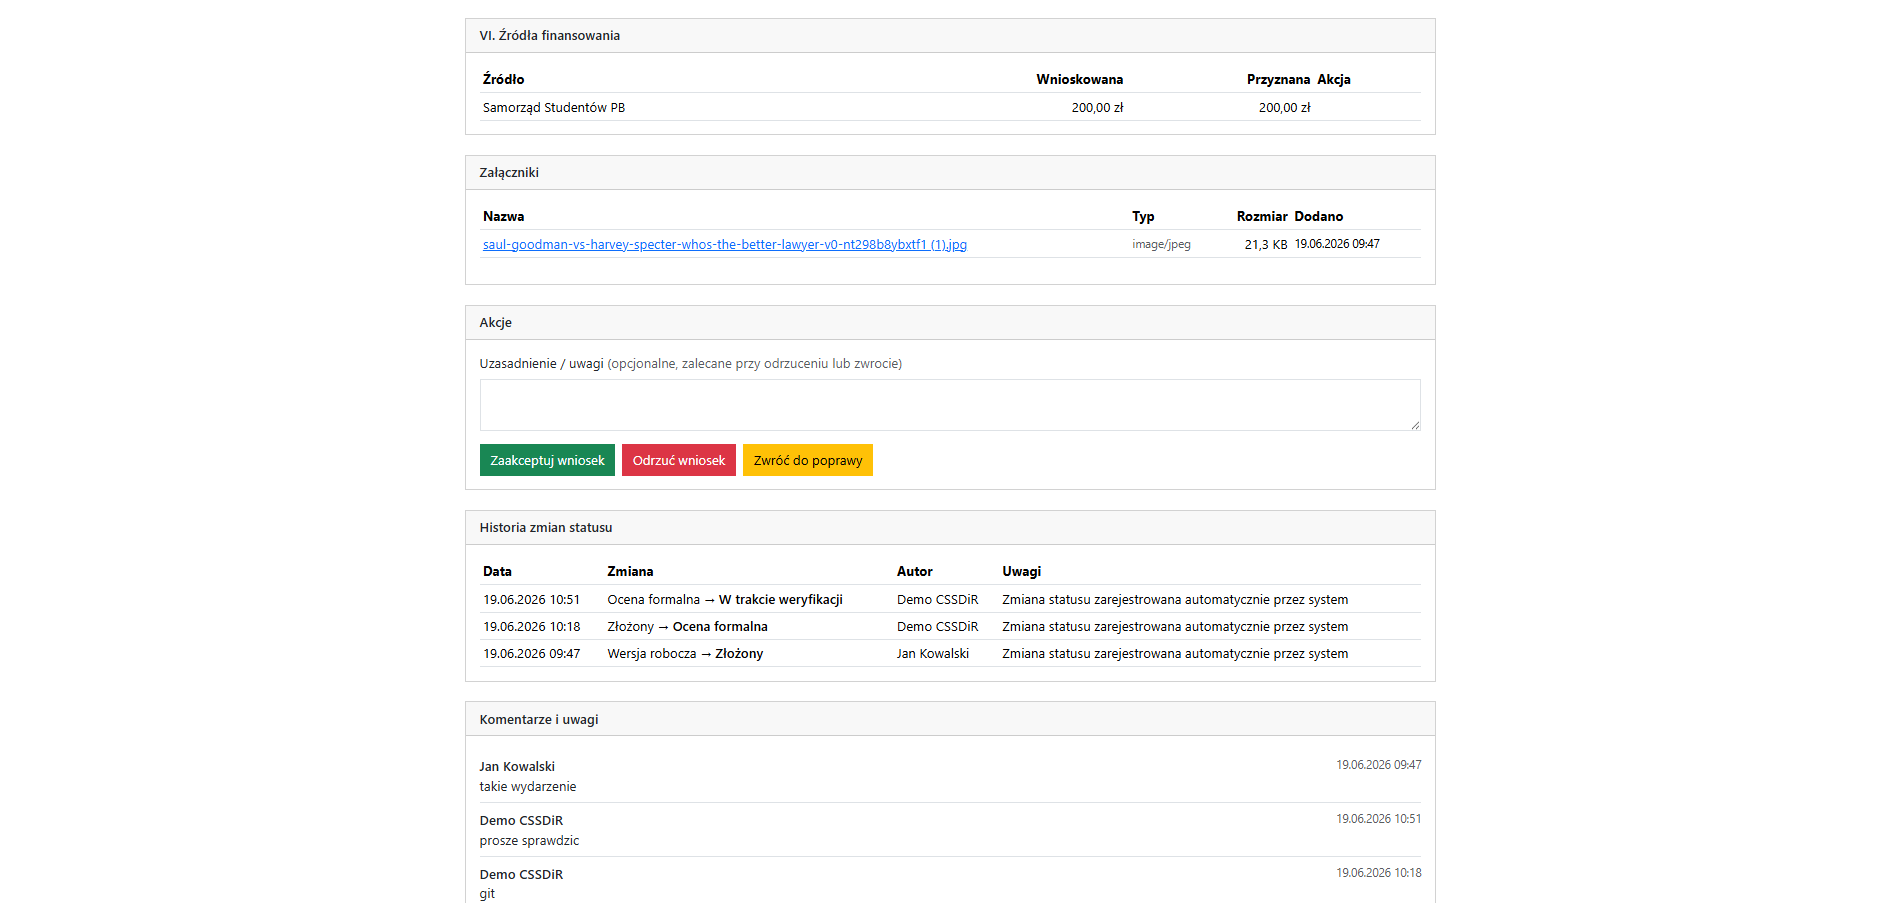 VI. Źródła finansowania
Źródło Wnioskowana Przyznana Akcja
Samorząd Studentów PB 200,00 zł 200,00 zł
Załączniki
Nazwa Typ Rozmiar Dodano
saul-goodman-vs-harvey-specter-whos-the-better-lawyer-v0-nt298b8ybxtf1 (1).jpg image/jpeg 21,3 KB 19.06.2026 09:47
Akcje
Uzasadnienie / uwagi (opcjonalne, zalecane przy odrzuceniu lub zwrocie)
Zaakceptuj wniosek Odrzuć wniosek Zwróć do poprawy
Historia zmian statusu
Data Zmiana Autor Uwagi
19.06.2026 10:51 Ocena formalna → W trakcie weryfikacji Demo CSSDiR Zmiana statusu zarejestrowana automatycznie przez system
19.06.2026 10:18 Złożony → Ocena formalna Demo CSSDiR Zmiana statusu zarejestrowana automatycznie przez system
19.06.2026 09:47 Wersja robocza → Złożony Jan Kowalski Zmiana statusu zarejestrowana automatycznie przez system
Komentarze i uwagi
Jan Kowalski 19.06.2026 09:47
takie wydarzenie
Demo CSSDiR 19.06.2026 10:51
prosze sprawdzic
Demo CSSDiR 19.06.2026 10:18
git